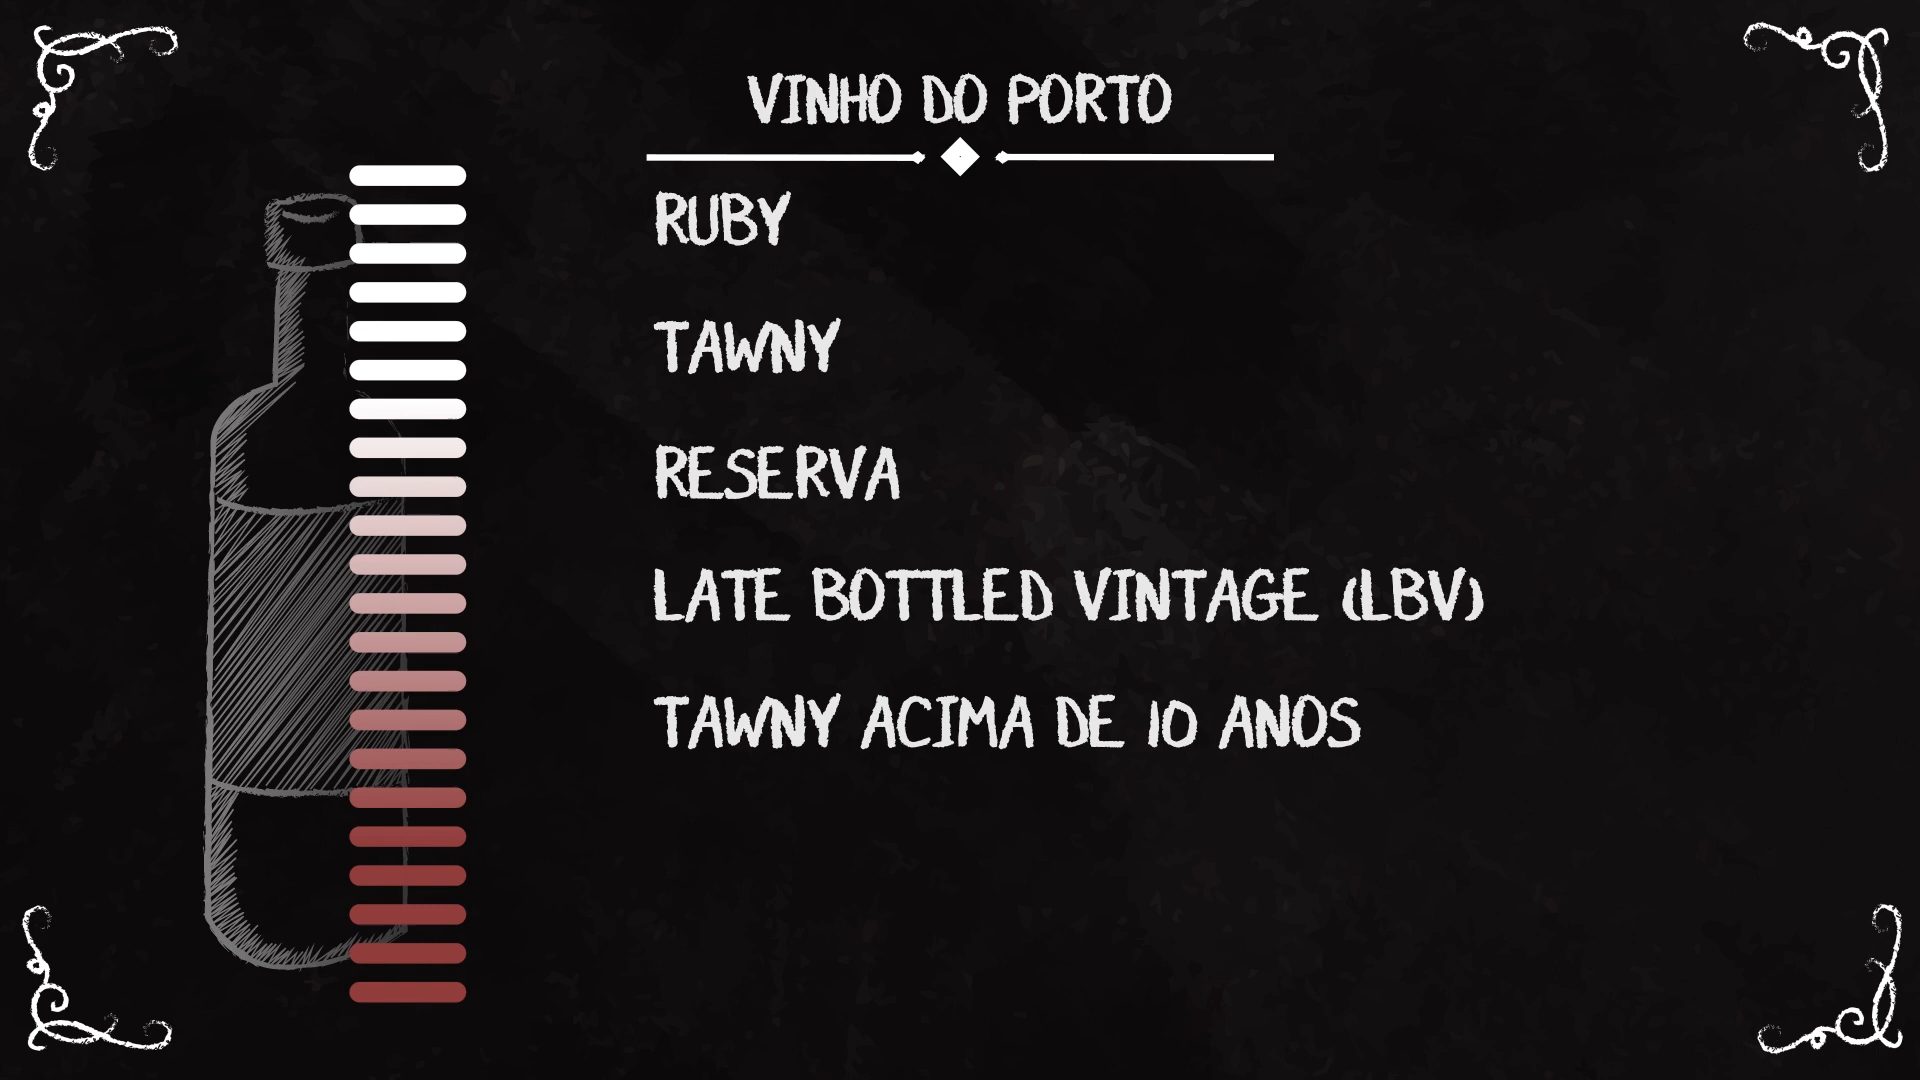 VINHO DO PORTO
RUBY
TAWNY
RESERVA
LATE BOTTLED VINTAGE (LBV)
TAWNY ACIMA DE 10 ANOS